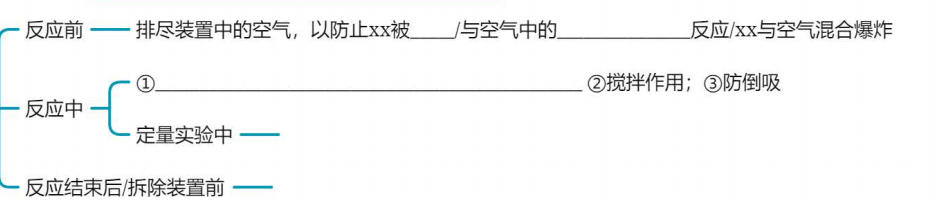 反应前
排尽装置中的空气，以防止xx被____/与空气中的____________反应/xx与空气混合爆炸
①________________________________________ ②搅拌作用；③防倒吸
反应中
定量实验中
反应结束后/拆除装置前